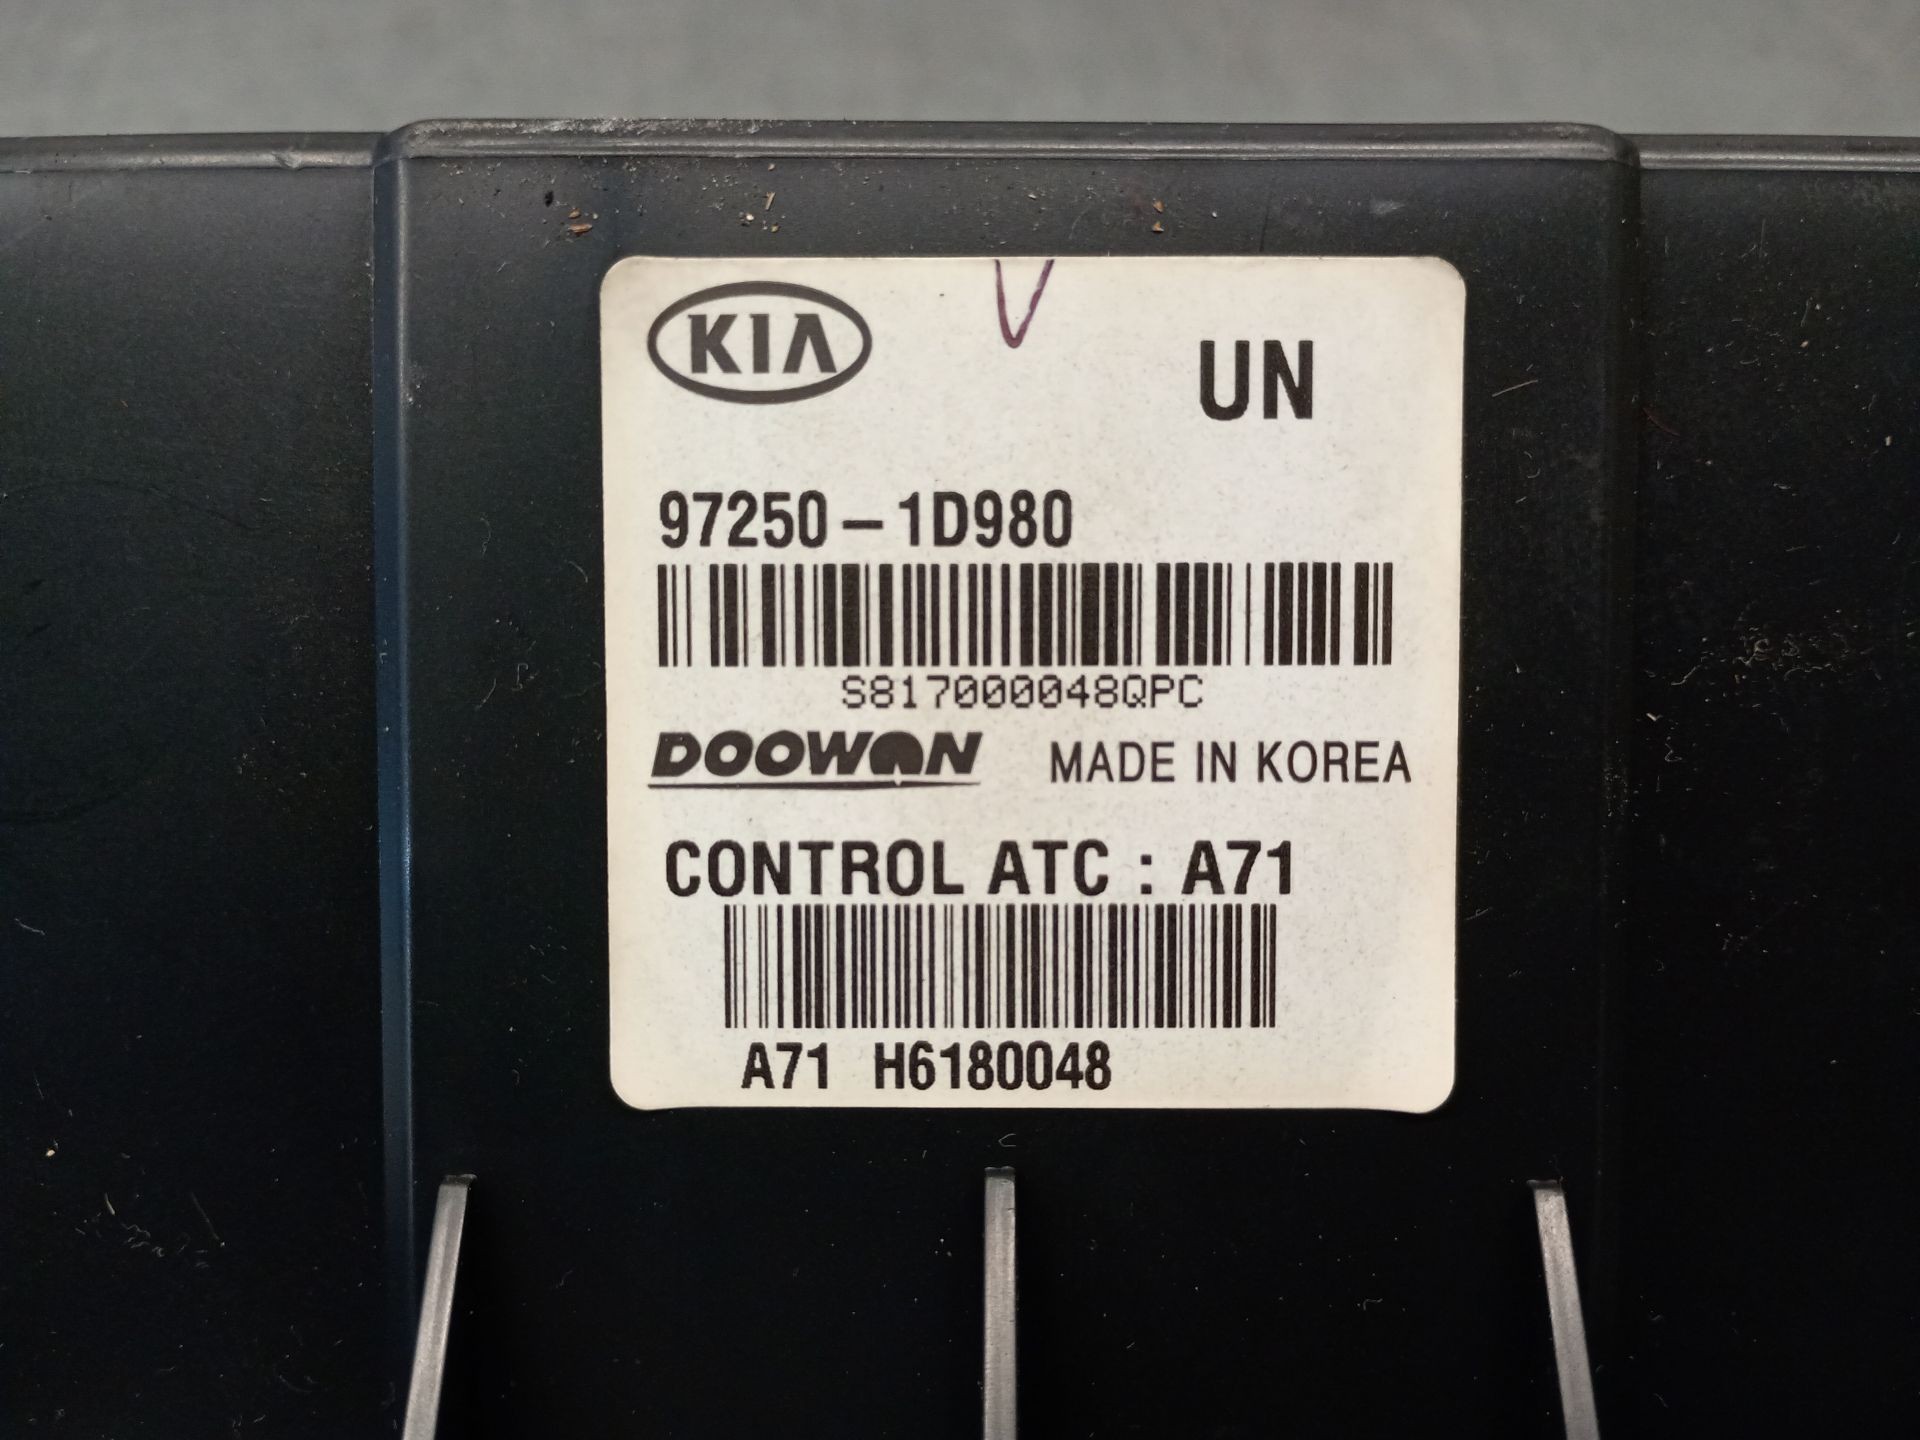 KIA
UN
97250-1D980
S817000048QPC
DOOWON MADE IN KOREA
CONTROL ATC : A71
A71 H6180048